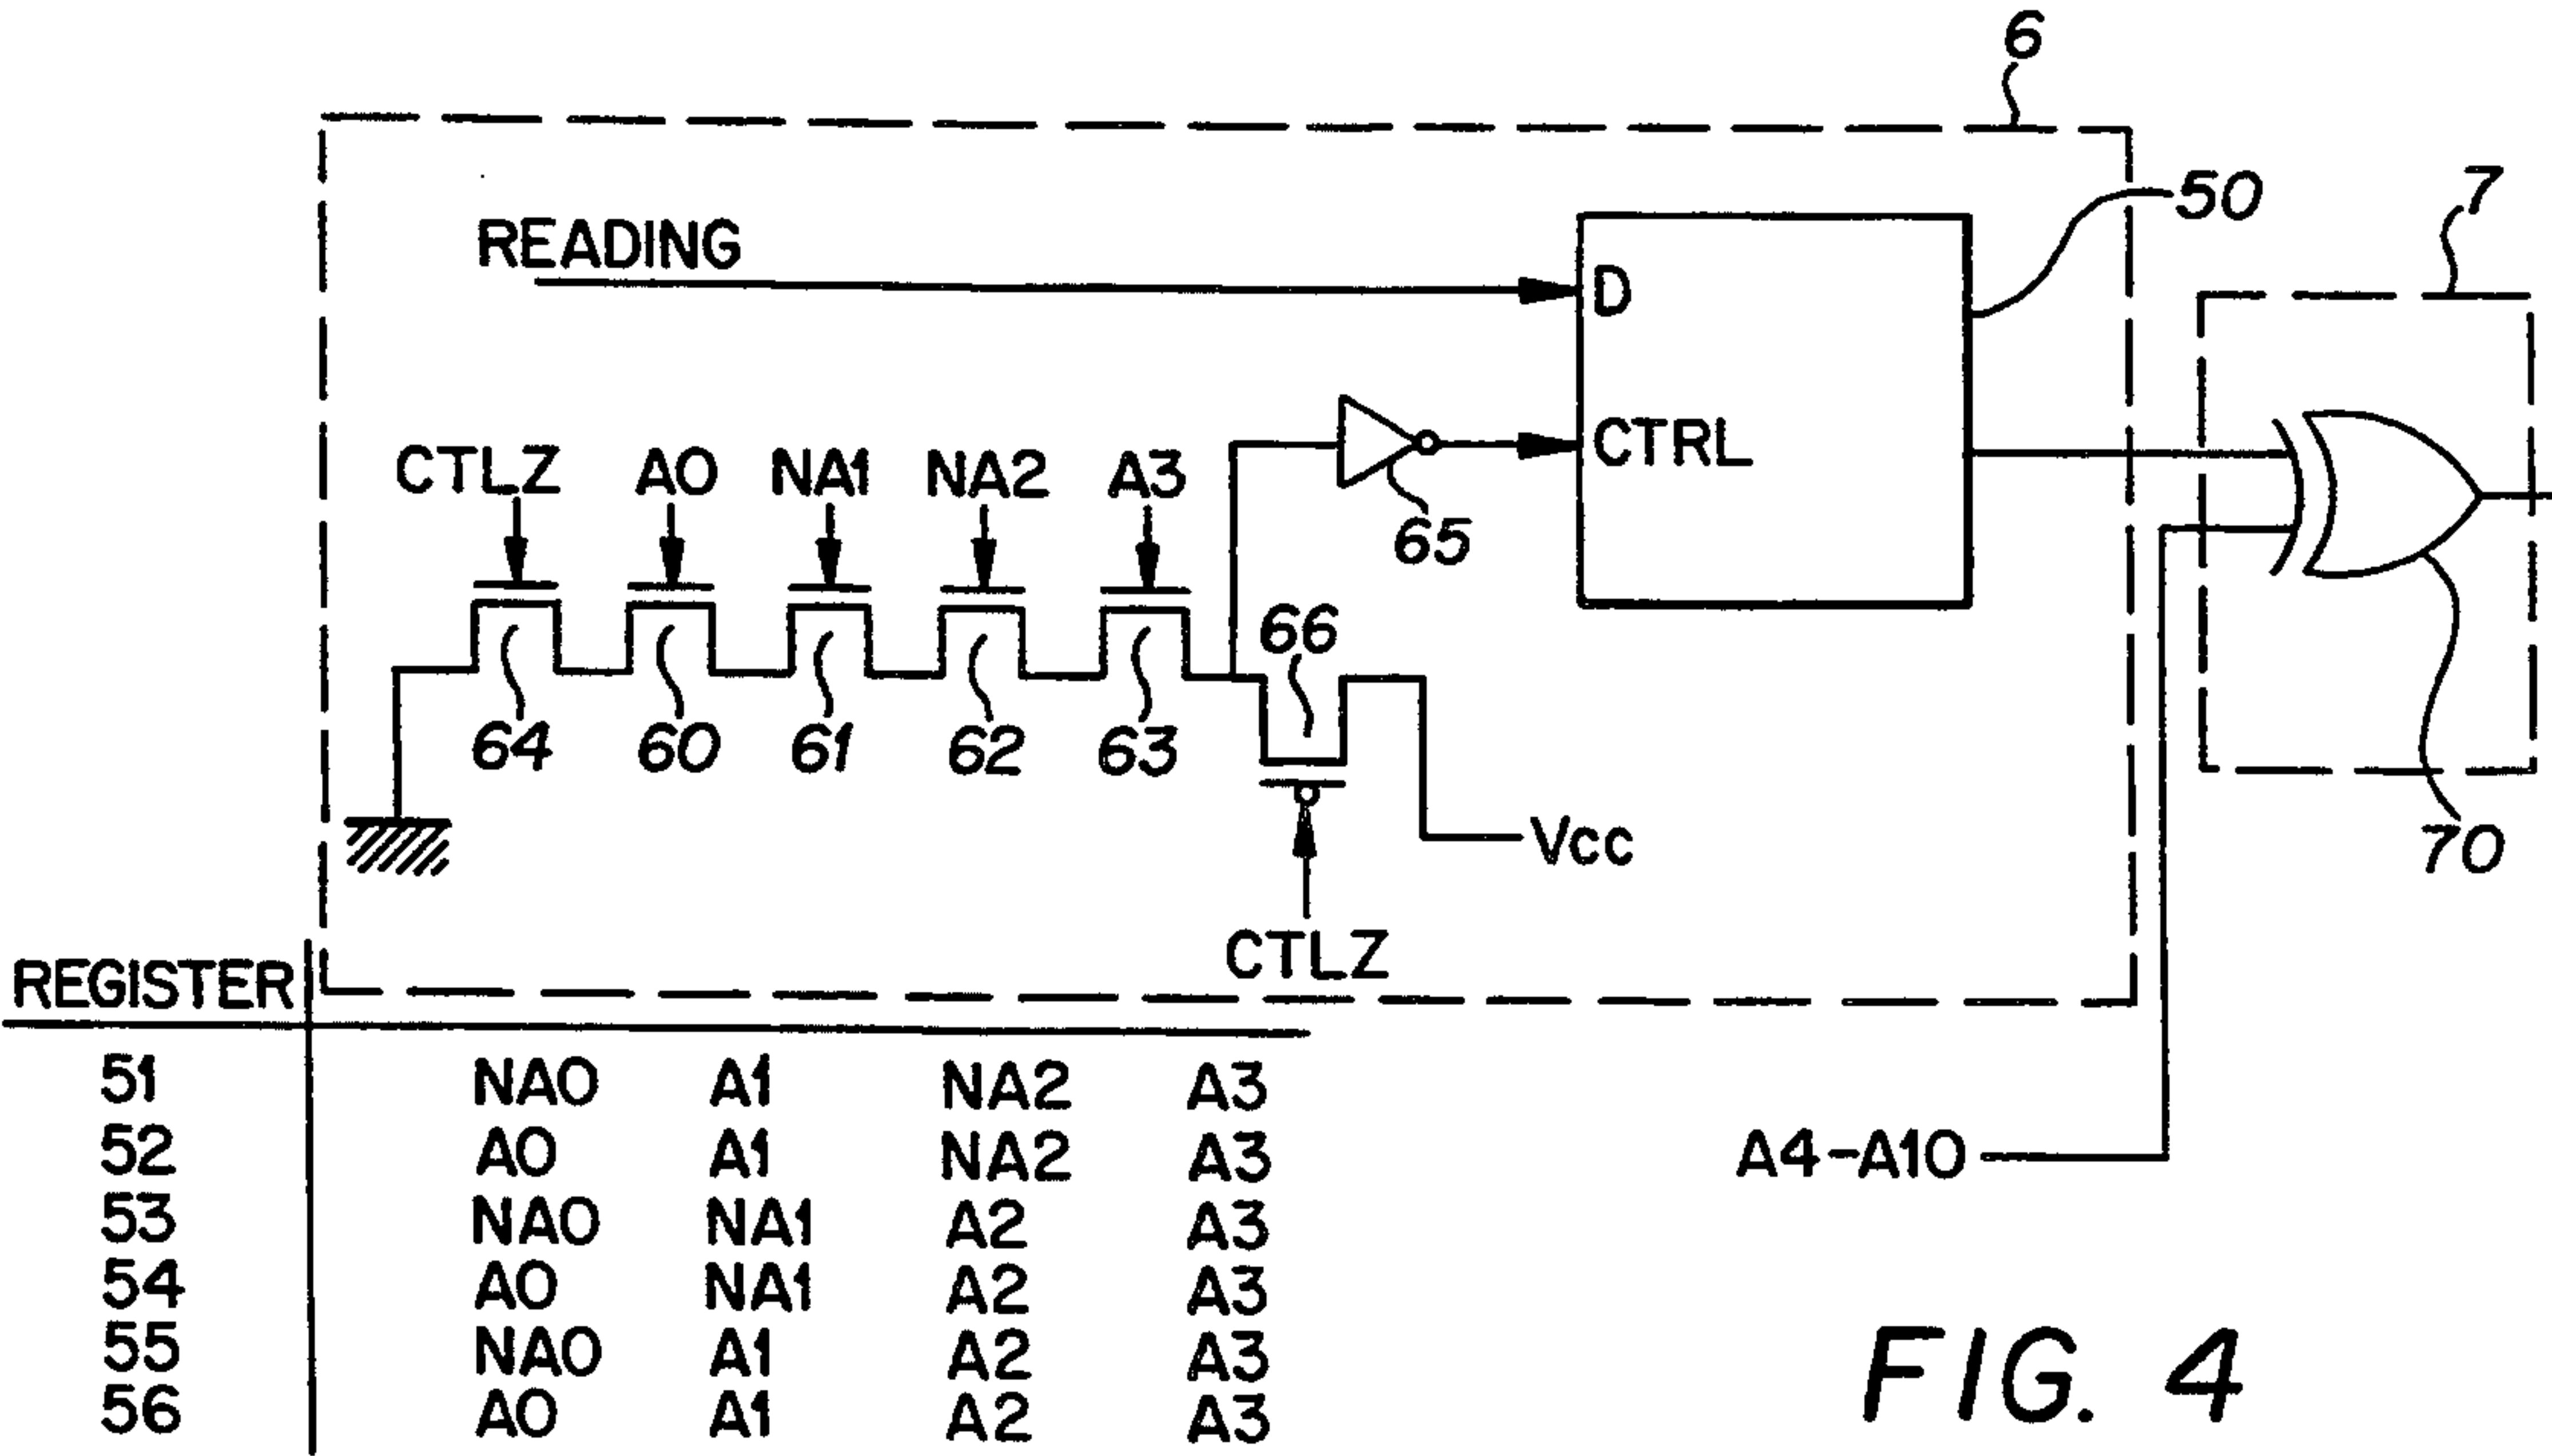 6
READING
D
50
7
CTRL
CTLZ A0 NA1 NA2 A3
65
66
64 60 61 62 63
Vcc
70
CTLZ
REGISTER
51 NA0 A1 NA2 A3
52 A0 A1 NA2 A3
53 NA0 NA1 A2 A3
54 A0 NA1 A2 A3
55 NA0 A1 A2 A3
56 A0 A1 A2 A3
A4-A10
FIG. 4